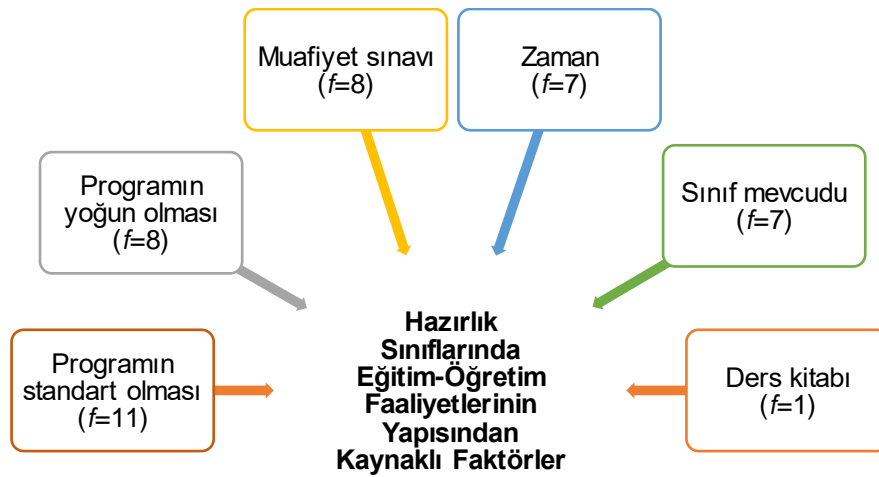 Muafiyet sınavı
(f=8)
Zaman
(f=7)
Programın
yoğun olması
(f=8)
Sınıf mevcudu
(f=7)
Programın
standart olması
(f=11)
Hazırlık
Sınıflarında
Eğitim-Öğretim
Faaliyetlerinin
Yapısından
Kaynaklı Faktörler
Ders kitabı
(f=1)